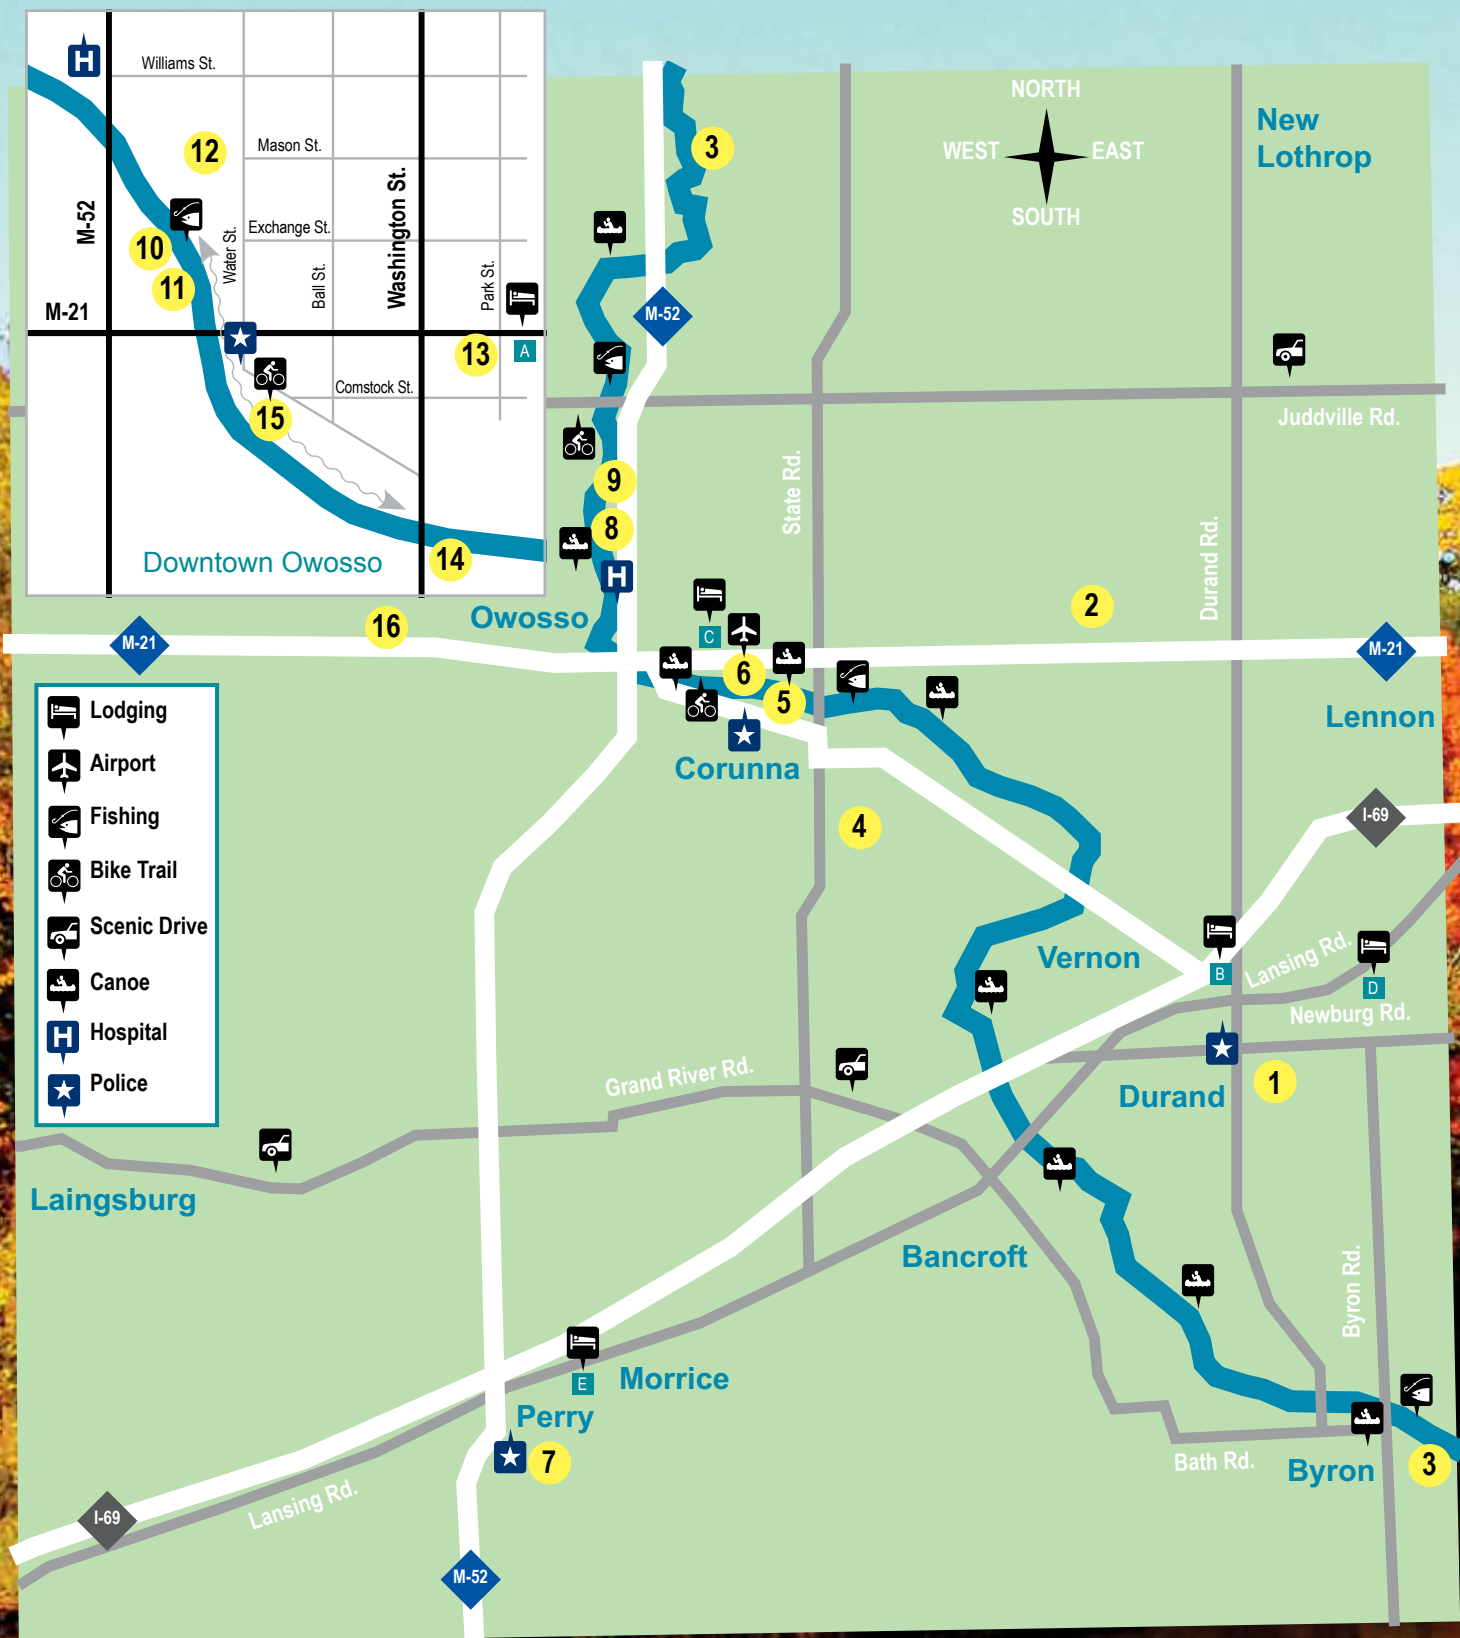 H
Williams St.
12
Mason St.
M-52
Washington St.
Exchange St.
Water St.
10
11
Ball St.
Park St.
M-21
13
A
Comstock St.
15
14
Downtown Owosso
3
NORTH
WEST
EAST
SOUTH
New
Lothrop
M-52
Juddville Rd.
State Rd.
Durand Rd.
9
8
H
Owosso
16
M-21
C
2
M-21
6
5
Corunna
Lennon
I-69
4
Lodging
Airport
Fishing
Bike Trail
Scenic Drive
Canoe
H
Hospital
Police
Vernon
B
Lansing Rd.
D
Newburg Rd.
Grand River Rd.
Durand
1
Laingsburg
Bancroft
Byron Rd.
E
Morrice
Perry
7
Bath Rd.
Byron
3
Lansing Rd.
I-69
M-52